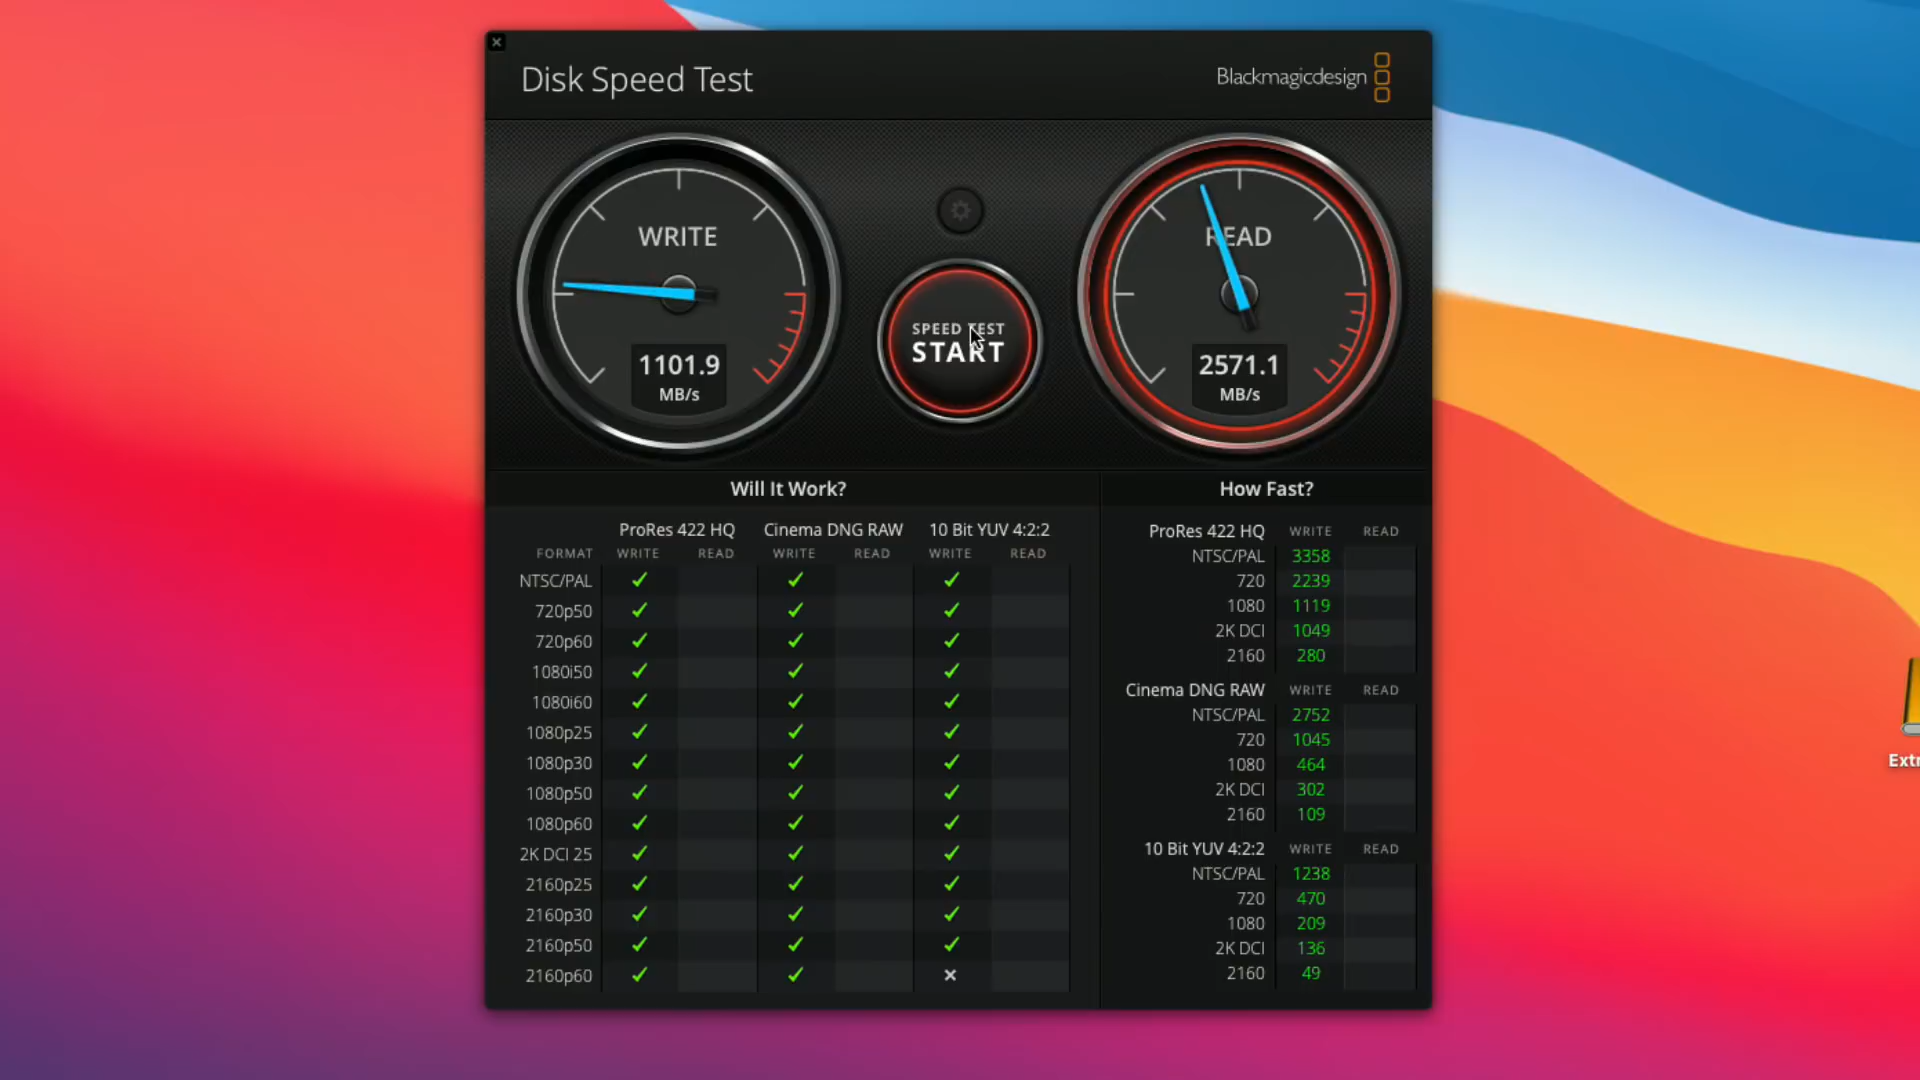 Disk Speed Test
Blackmagicdesign
WRITE
1101.9
MB/s
SPEED TEST
START
READ
2571.1
MB/s
Will It Work?
ProRes 422 HQ Cinema DNG RAW 10 Bit YUV 4:2:2
FORMAT WRITE READ WRITE READ WRITE READ
NTSC/PAL ✓ ✓ ✓
720p50 ✓ ✓ ✓
720p60 ✓ ✓ ✓
1080i50 ✓ ✓ ✓
1080i60 ✓ ✓ ✓
1080p25 ✓ ✓ ✓
1080p30 ✓ ✓ ✓
1080p50 ✓ ✓ ✓
1080p60 ✓ ✓ ✓
2K DCI 25 ✓ ✓ ✓
2160p25 ✓ ✓ ✓
2160p30 ✓ ✓ ✓
2160p50 ✓ ✓ ✓
2160p60 ✓ ✓ ✕
How Fast?
ProRes 422 HQ WRITE READ
NTSC/PAL 3358
720 2239
1080 1119
2K DCI 1049
2160 280
Cinema DNG RAW WRITE READ
NTSC/PAL 2752
720 1045
1080 464
2K DCI 302
2160 109
10 Bit YUV 4:2:2 WRITE READ
NTSC/PAL 1238
720 470
1080 209
2K DCI 136
2160 49
Extr